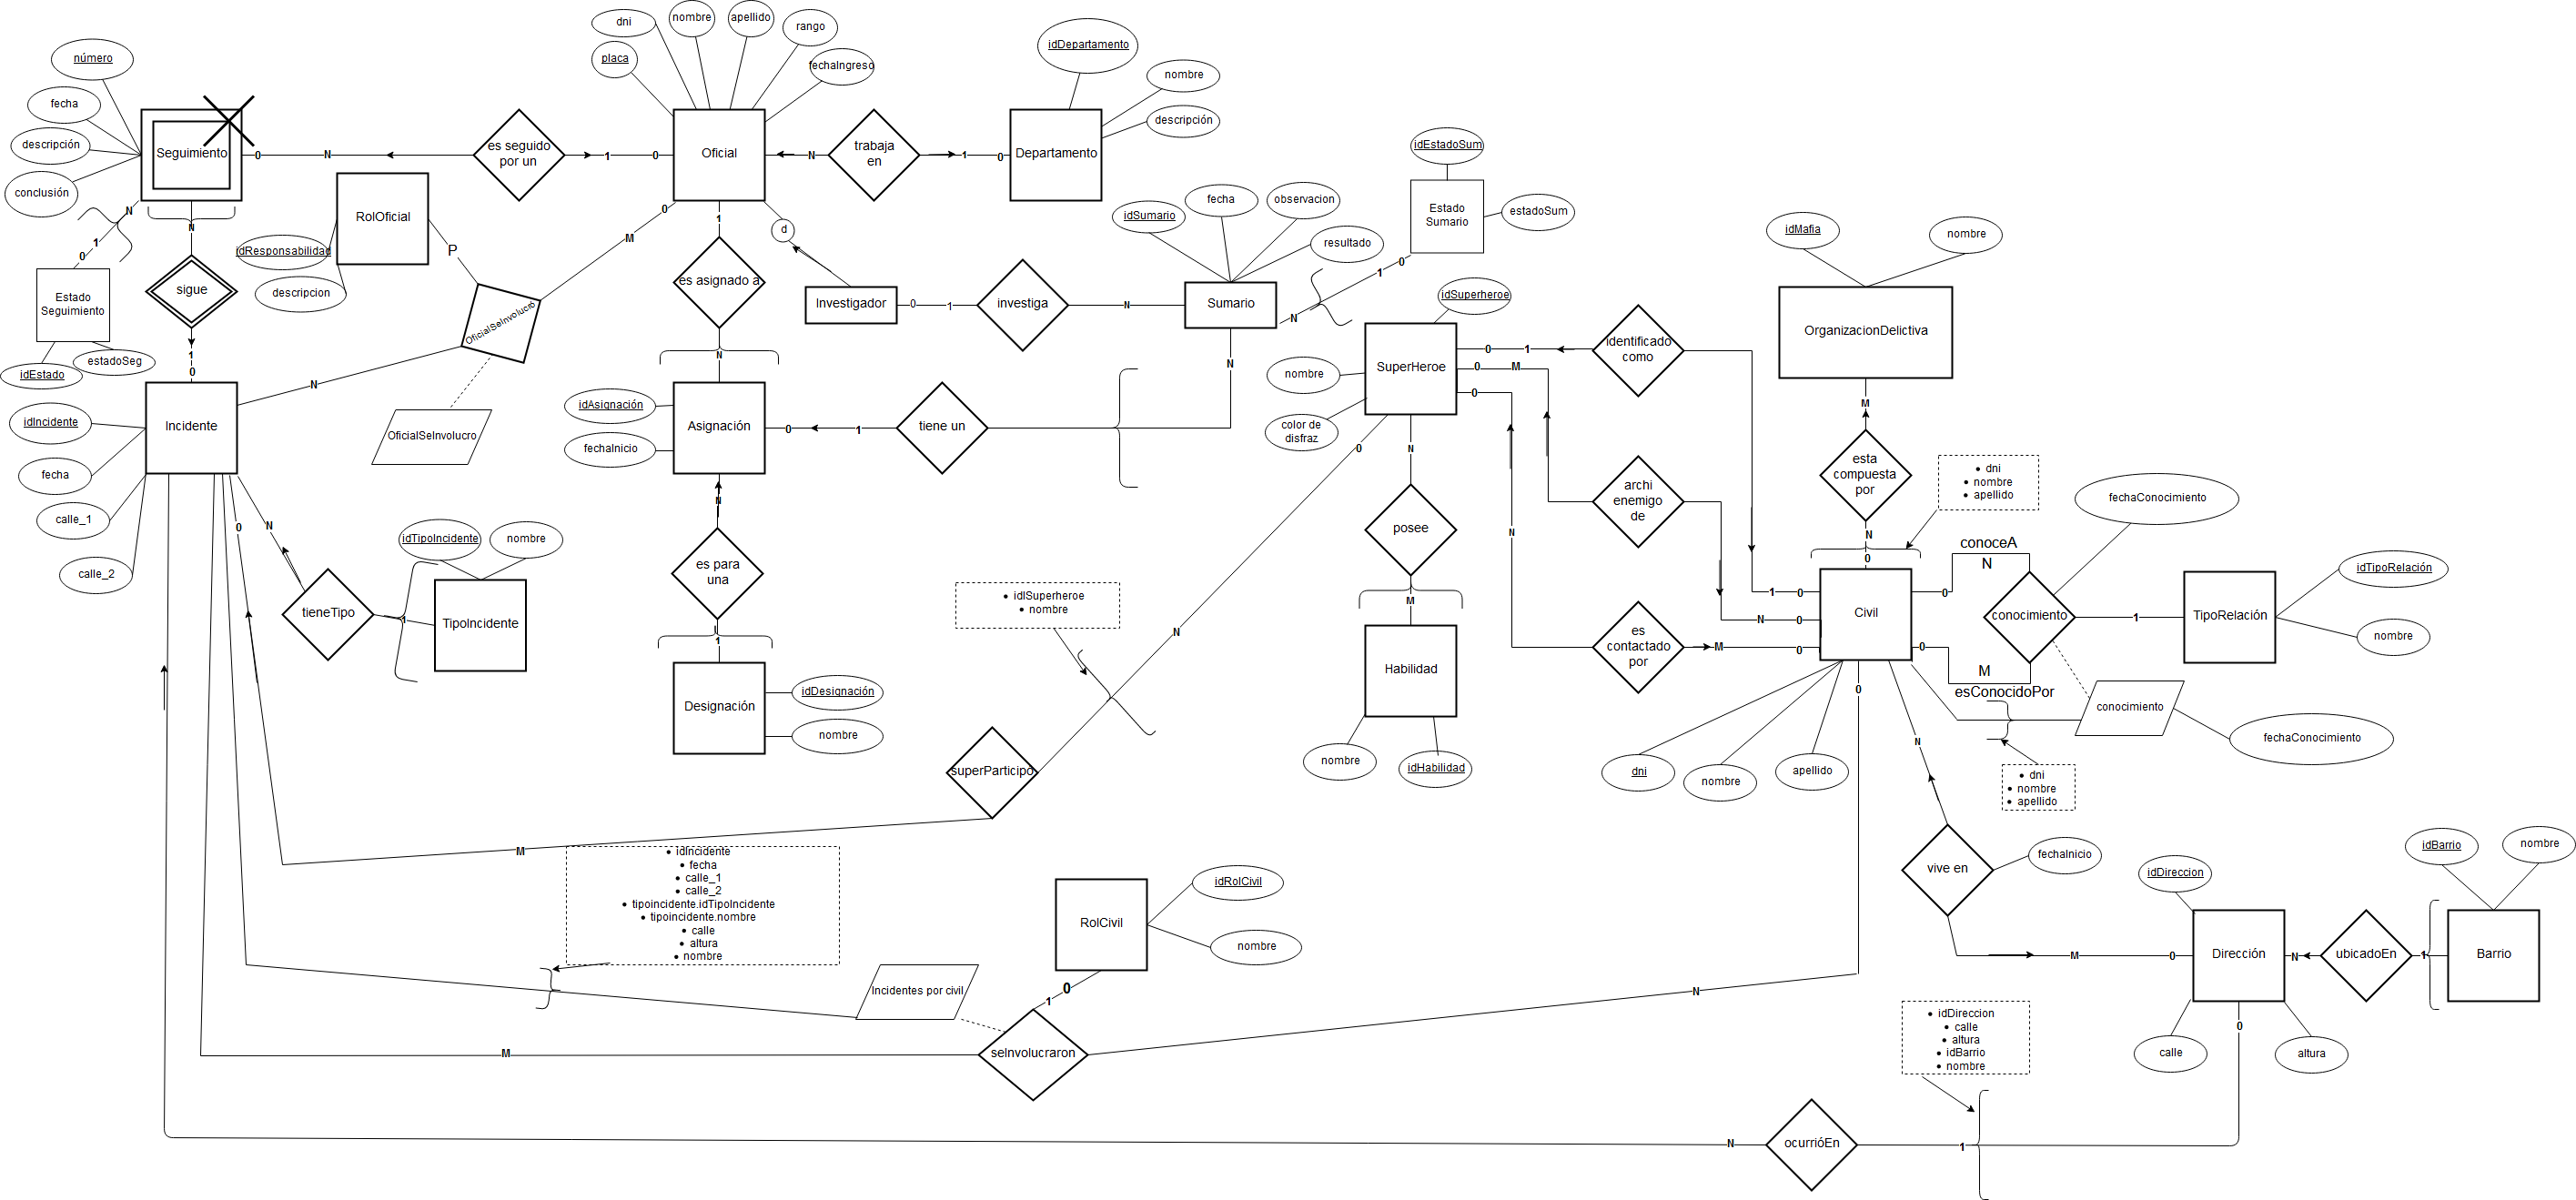 dni
nombre
apellido
rango
fechaIngreso
placa
número
fecha
descripción
conclusión
Seguimiento
0
N
es seguido
por un
1
0
Oficial
N
trabaja
en
1
0
Departamento
idDepartamento
nombre
descripción
idEstadoSum
Estado
Sumario
estadoSum
RolOficial
idResponsabilidad
descripcion
P
OficialSeInvolucró
M
0
N
OficialSeInvolucro
N
1
0
Estado
Seguimiento
idEstado
estadoSeg
N
sigue
1
0
d
Investigador
0
1
investiga
N
Sumario
idSumario
fecha
observacion
resultado
N
1
0
1
es asignado a
N
Asignación
idAsignación
fechaInicio
0
1
tiene un
N
N
es para
una
1
Designación
idDesignación
nombre
Incidente
idIncidente
fecha
calle_1
calle_2
0
N
tieneTipo
1
TipoIncidente
idTipoIncidente
nombre
SuperHeroe
idSuperheroe
nombre
color de
disfraz
0
1
identificado
como
1
0
0
M
archi
enemigo
de
N
0
0
N
es
contactado
por
M
0
N
posee
M
Habilidad
nombre
idHabilidad
0
N
superParticipó
M
idlSuperheroe
nombre
OrganizacionDelictiva
idMafia
nombre
M
esta
compuesta
por
N
0
dni
nombre
apellido
Civil
dni
nombre
apellido
conoceA
N
0
conocimiento
fechaConocimiento
1
TipoRelación
idTipoRelación
nombre
0
M
esConocidoPor
conocimiento
fechaConocimiento
dni
nombre
apellido
N
vive en
fechaInicio
M
0
Dirección
idDireccion
calle
altura
N
ubicadoEn
1
Barrio
idBarrio
nombre
0
idIncidente
fecha
calle_1
calle_2
tipoincidente.idTipoIncidente
tipoincidente.nombre
calle
altura
nombre
Incidentes por civil
RolCivil
idRolCivil
nombre
0
1
seInvolucraron
M
N
0
idDireccion
calle
altura
idBarrio
nombre
N
ocurrióEn
1